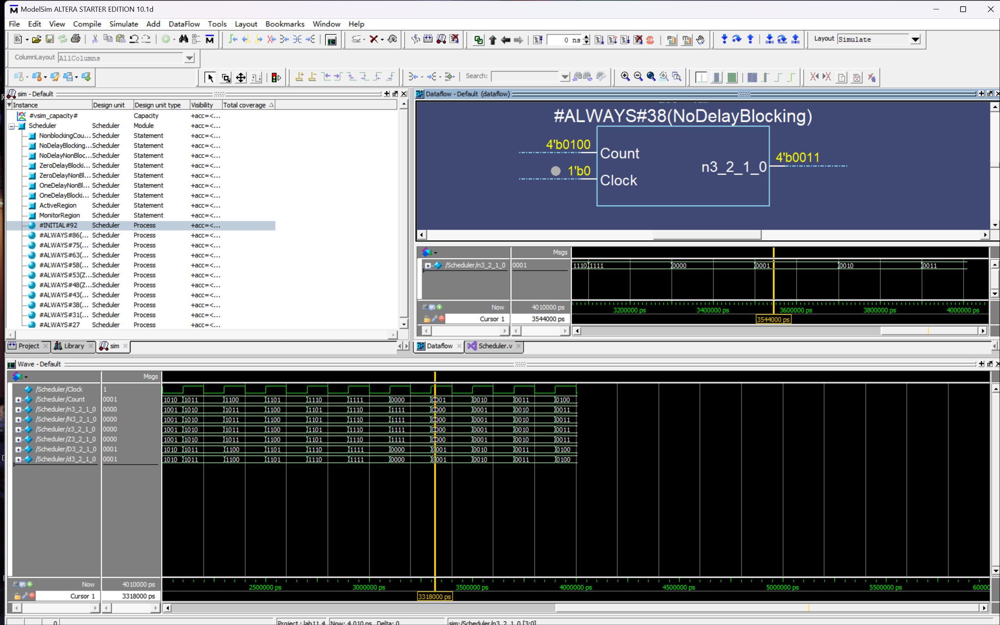 ModelSim ALTERA STARTER EDITION 10.1d
File Edit View Compile Simulate Add DataFlow Tools Layout Bookmarks Window Help
0 ns
Layout Simulate
ColumnLayout AllColumns
Search:
sim - Default
Instance Design unit Design unit type Visibility Total coverage
#vsim_capacity# Capacity +acc=<...
Scheduler Scheduler Module +acc=<...
NonblockingCou... Scheduler Statement +acc=<...
NoDelayBlocking... Scheduler Statement +acc=<...
NoDelayNonBloc... Scheduler Statement +acc=<...
ZeroDelayBlocki... Scheduler Statement +acc=<...
ZeroDelayNonBl... Scheduler Statement +acc=<...
OneDelayNonBl... Scheduler Statement +acc=<...
OneDelayBlocki... Scheduler Statement +acc=<...
ActiveRegion Scheduler Statement +acc=<...
MonitorRegion Scheduler Statement +acc=<...
#INITIAL#92 Scheduler Process +acc=<...
#ALWAYS#86(... Scheduler Process +acc=<...
#ALWAYS#75(... Scheduler Process +acc=<...
#ALWAYS#63(... Scheduler Process +acc=<...
#ALWAYS#58(... Scheduler Process +acc=<...
#ALWAYS#53(Z... Scheduler Process +acc=<...
#ALWAYS#48(Z... Scheduler Process +acc=<...
#ALWAYS#43(... Scheduler Process +acc=<...
#ALWAYS#38(... Scheduler Process +acc=<...
#ALWAYS#31(... Scheduler Process +acc=<...
#ALWAYS#27 Scheduler Process +acc=<...
Project Library sim
Dataflow - Default (dataflow)
#ALWAYS#38(NoDelayBlocking)
4'b0100
Count
4'b0011
n3_2_1_0
1'b0
Clock
Msgs
/Scheduler/n3_2_1_0 0001 1110 1111 0000 0001 0010 0011
Now 4010000 ps 3200000 ps 3400000 ps 3600000 ps 3800000 ps 4000000 ps
Cursor 1 3544000 ps 3544000 ps
Dataflow Scheduler.v
Wave - Default
Msgs
/Scheduler/Clock 1
/Scheduler/Count 0001 1010 1011 1100 1101 1110 1111 0000 0001 0010 0011 0100
/Scheduler/n3_2_1_0 0000 1001 1010 1011 1100 1101 1110 1111 0000 0001 0010 0011
/Scheduler/N3_2_1_0 0000 1001 1010 1011 1100 1101 1110 1111 0000 0001 0010 0011
/Scheduler/z3_2_1_0 0000 1001 1010 1011 1100 1101 1110 1111 0000 0001 0010 0011
/Scheduler/Z3_2_1_0 0000 1001 1010 1011 1100 1101 1110 1111 0000 0001 0010 0011
/Scheduler/D3_2_1_0 0001 1010 1011 1100 1101 1110 1111 0000 0001 0010 0011 0100
/Scheduler/d3_2_1_0 0001 1010 1011 1100 1101 1110 1111 0000 0001 0010 0011 0100
Now 4010000 ps 2500000 ps 3000000 ps 3500000 ps 4000000 ps 4500000 ps 5000000 ps 5500000 ps 60000
Cursor 1 3318000 ps 3318000 ps
0 Project : lab11_4 Now: 4,010 ns Delta: 0 sim:/Scheduler/n3_2_1_0 [3:0]